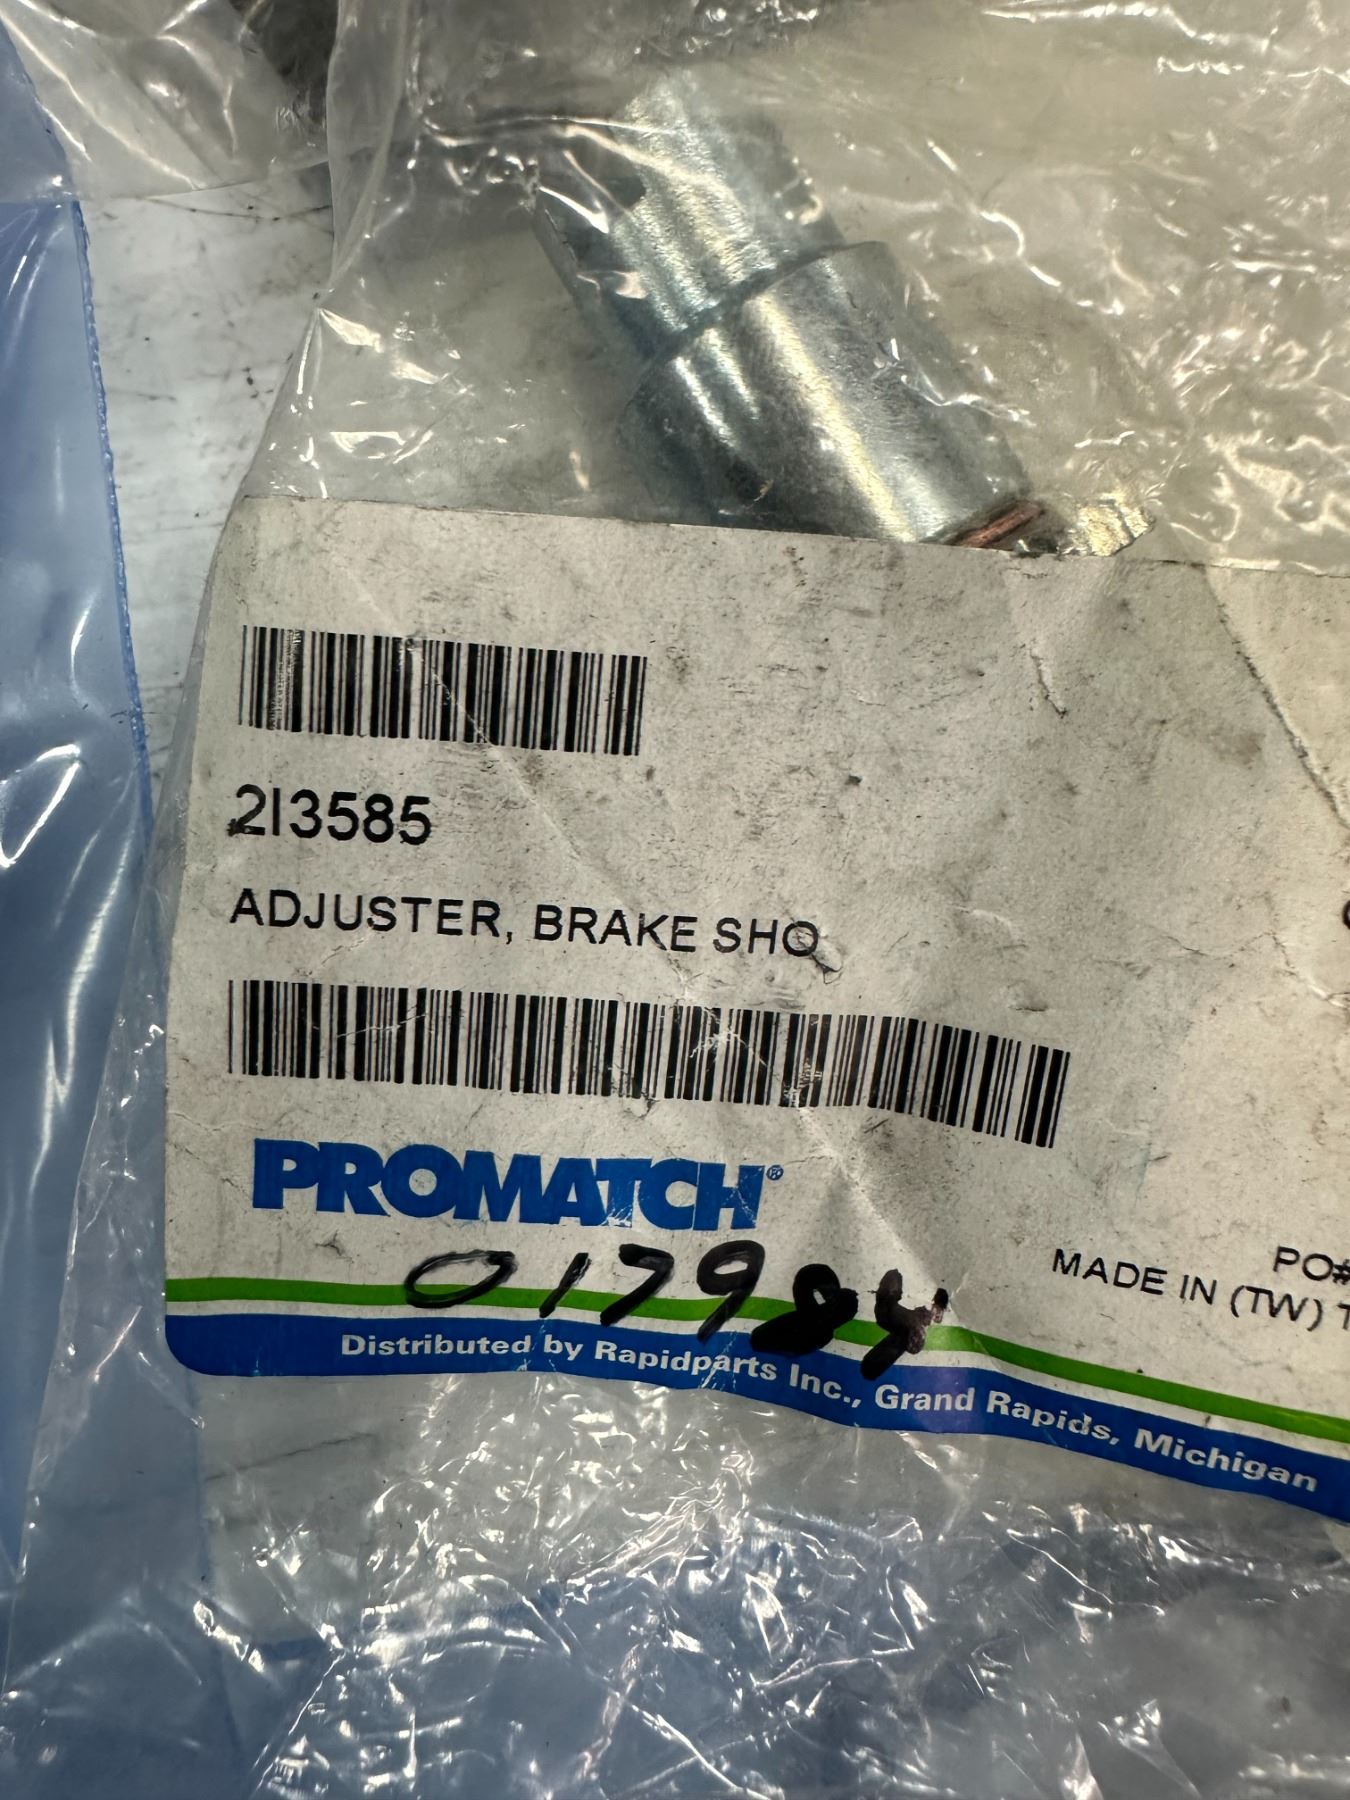 213585
ADJUSTER, BRAKE SHO
PROMATCH®
017984
PO#
MADE IN (TW) T
Distributed by Rapidparts Inc., Grand Rapids, Michigan